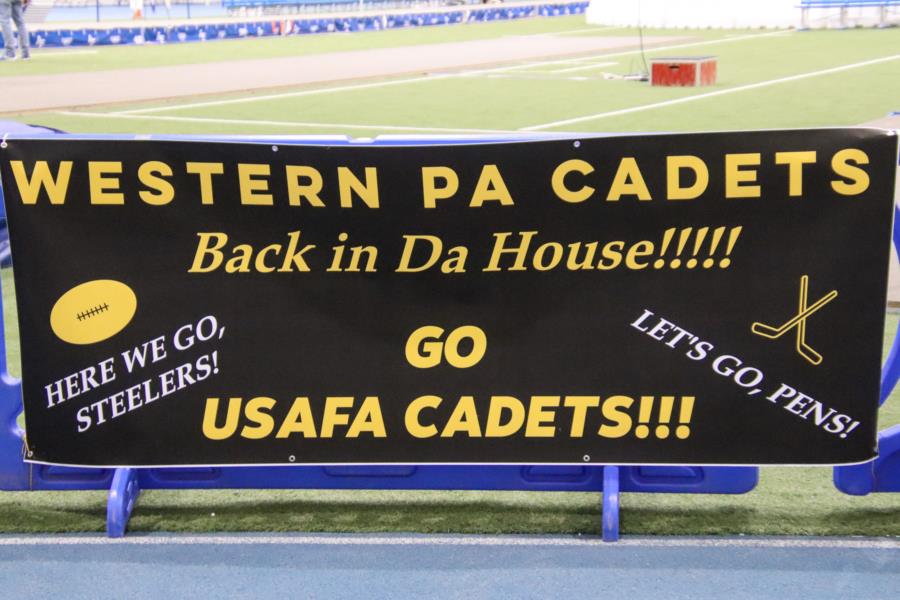 WESTERN PA CADETS
Back in Da House!!!!!
HERE WE GO,
STEELERS!
GO
USAFA CADETS!!!
LET'S GO, PENS!